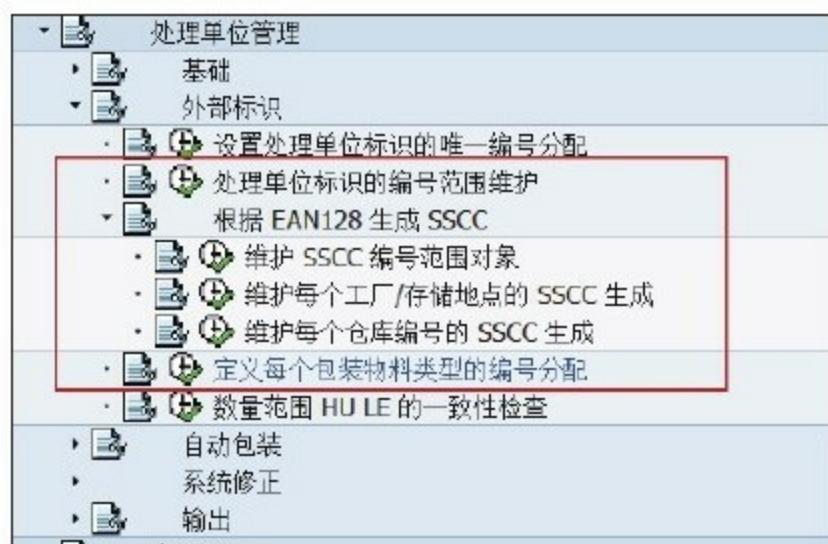 处理单位管理
基础
外部标识
设置处理单位标识的唯一编号分配
处理单位标识的编号范围维护
根据 EAN128 生成 SSCC
维护 SSCC 编号范围对象
维护每个工厂/存储地点的 SSCC 生成
维护每个仓库编号的 SSCC 生成
定义每个包装物料类型的编号分配
数量范围 HU LE 的一致性检查
自动包装
系统修正
输出